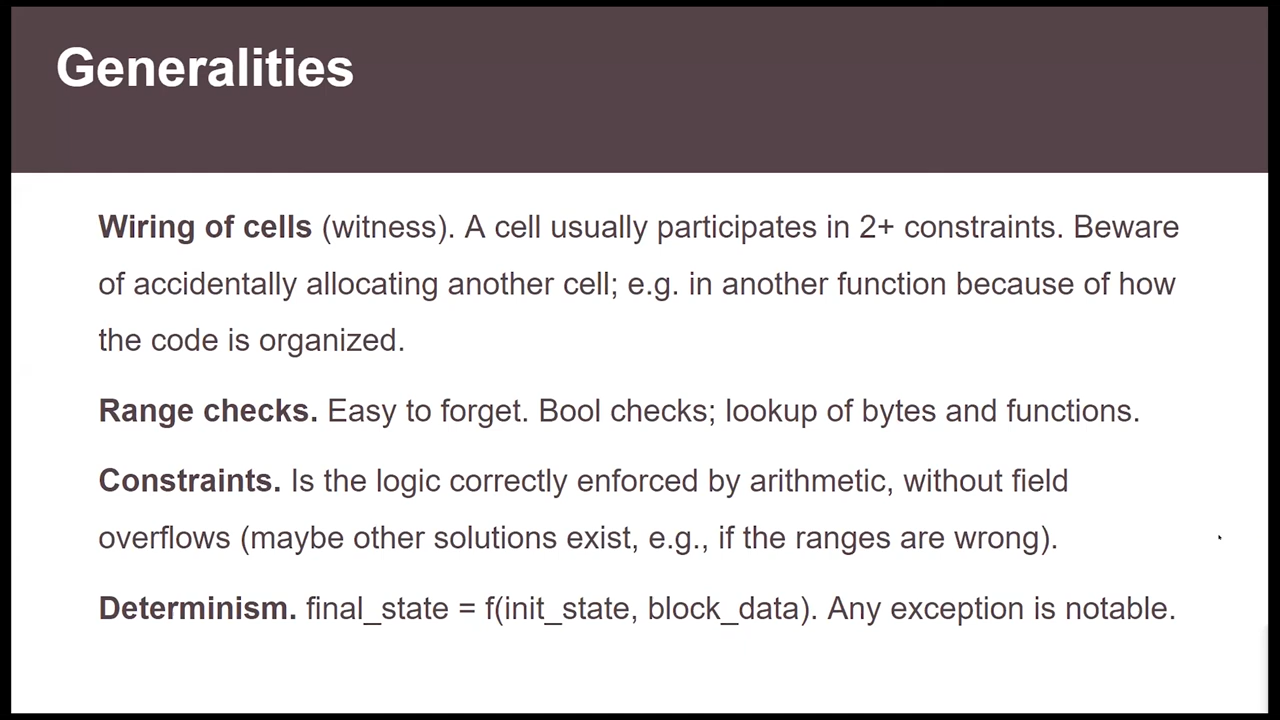 Generalities
Wiring of cells (witness). A cell usually participates in 2+ constraints. Beware
of accidentally allocating another cell; e.g. in another function because of how
the code is organized.
Range checks. Easy to forget. Bool checks; lookup of bytes and functions.
Constraints. Is the logic correctly enforced by arithmetic, without field
overflows (maybe other solutions exist, e.g., if the ranges are wrong).
Determinism. final_state = f(init_state, block_data). Any exception is notable.